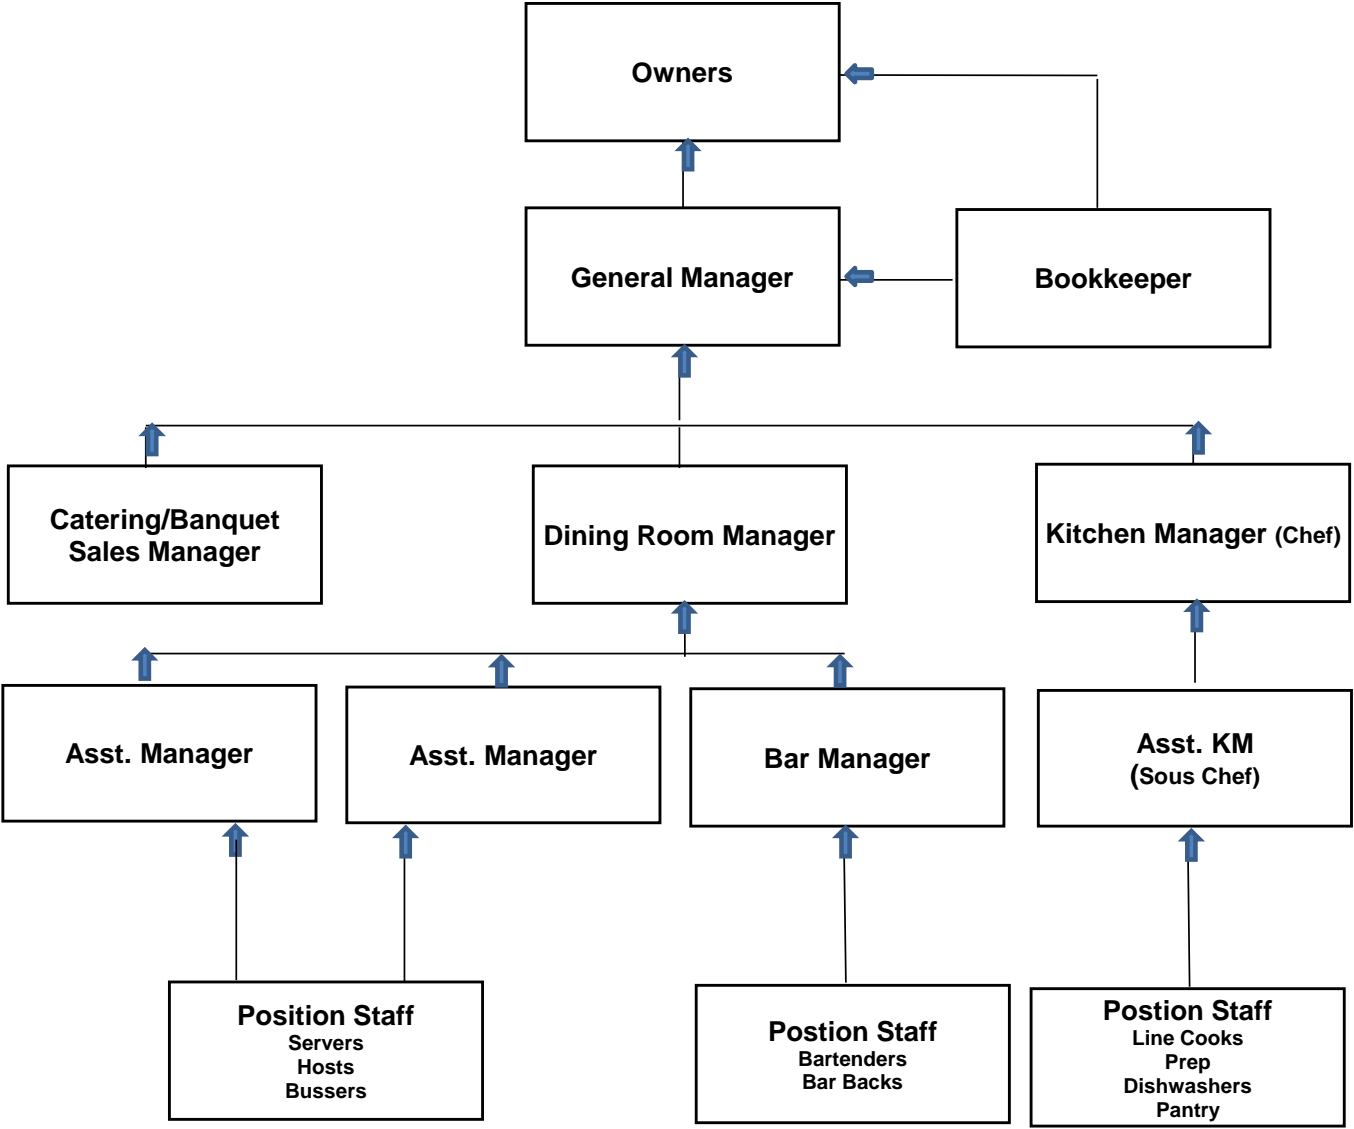 Owners
General Manager
Bookkeeper
Catering/Banquet
Sales Manager
Dining Room Manager
Kitchen Manager (Chef)
Asst. Manager
Asst. Manager
Bar Manager
Asst. KM
(Sous Chef)
Position Staff
Servers
Hosts
Bussers
Postion Staff
Bartenders
Bar Backs
Postion Staff
Line Cooks
Prep
Dishwashers
Pantry